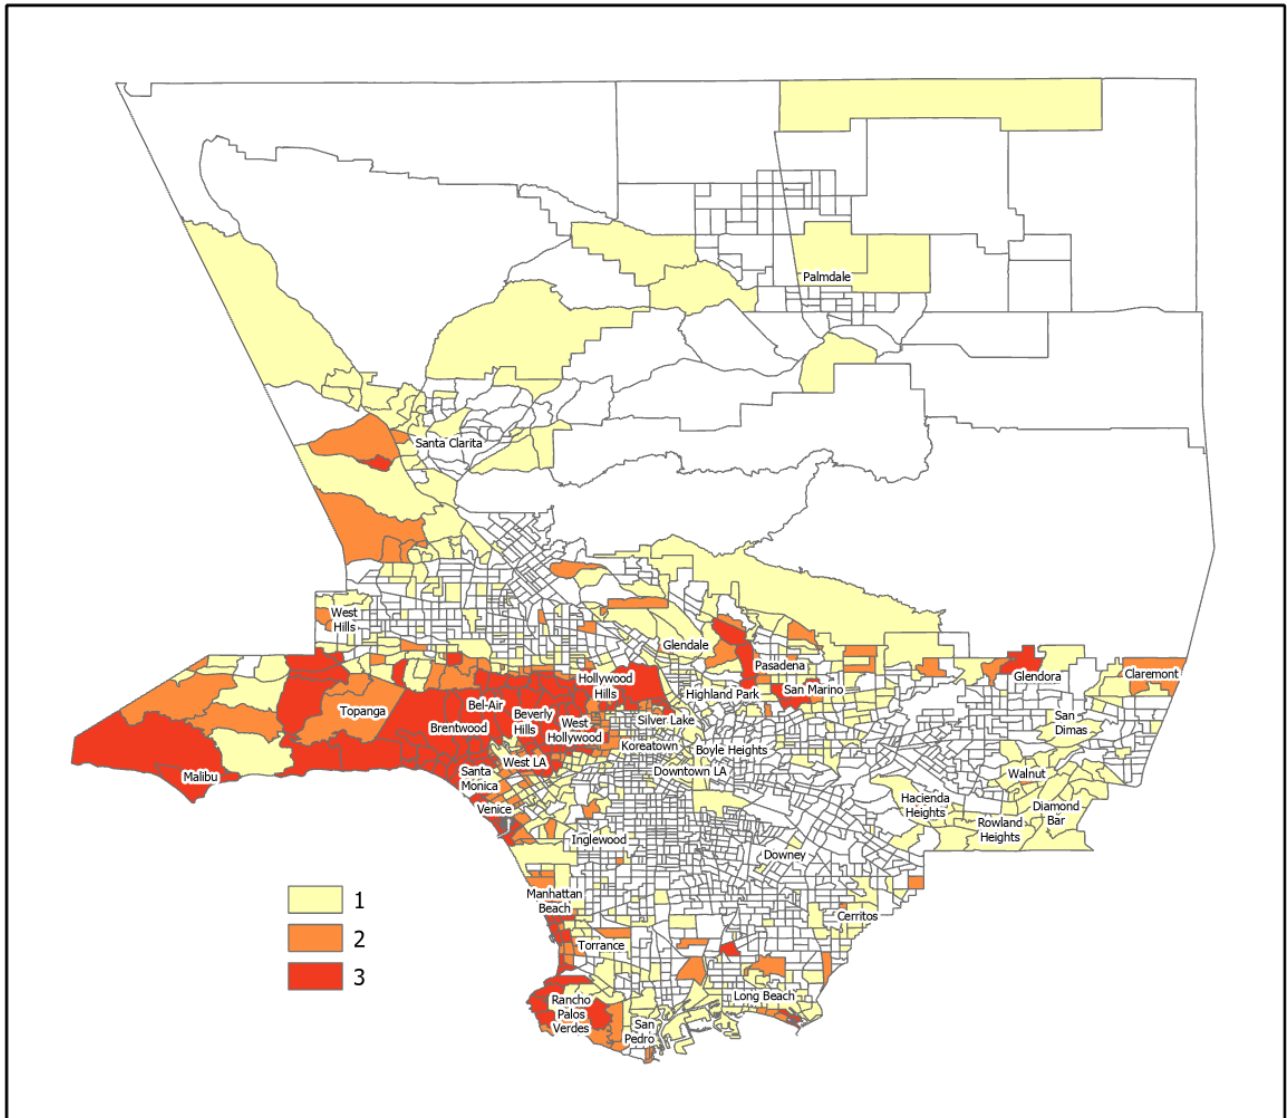 Palmdale
Santa Clarita
West
Hills
Glendale
Pasadena
Hollywood
Hills
Highland Park
San Marino
Glendora
Claremont
Topanga
Bel-Air
Brentwood
Beverly
Hills
West
Hollywood
Silver Lake
Koreatown
Boyle Heights
San
Dimas
West LA
Downtown LA
Malibu
Santa
Monica
Walnut
Venice
Hacienda
Heights
Rowland
Heights
Diamond
Bar
Inglewood
Downey
Manhattan
Beach
Cerritos
Torrance
Rancho
Palos
Verdes
San
Pedro
Long Beach
1
2
3